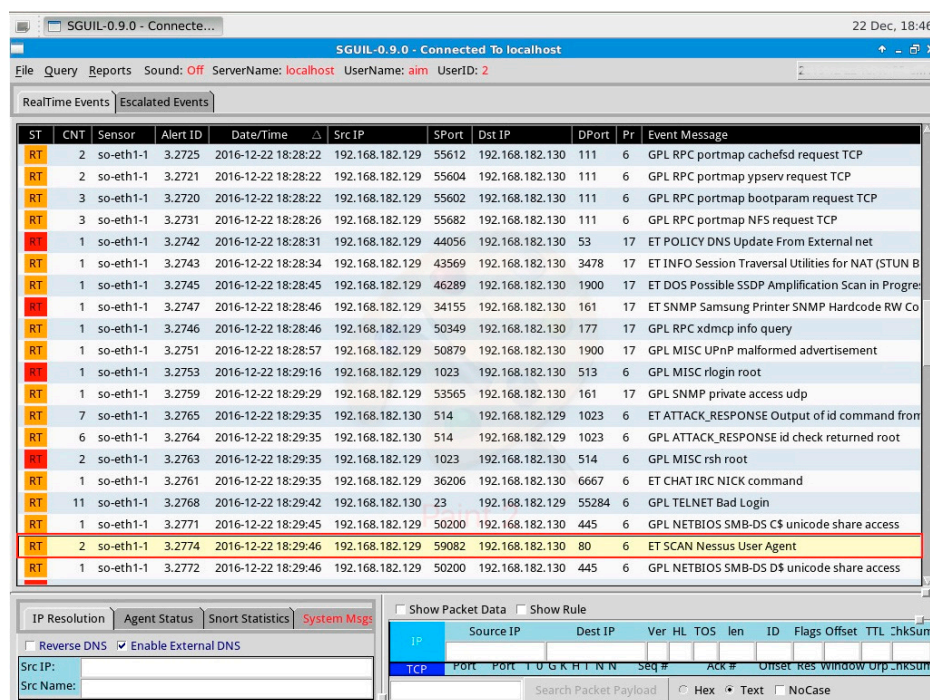 SGUIL-0.9.0 - Connecte... 22 Dec, 18:46
SGUIL-0.9.0 - Connected To localhost
File Query Reports Sound: Off ServerName: localhost UserName: aim UserID: 2
RealTime Events Escalated Events
ST CNT Sensor Alert ID Date/Time Src IP SPort Dst IP DPort Pr Event Message
RT 2 so-eth1-1 3.2725 2016-12-22 18:28:22 192.168.182.129 55612 192.168.182.130 111 6 GPL RPC portmap cachefsd request TCP
RT 2 so-eth1-1 3.2721 2016-12-22 18:28:22 192.168.182.129 55604 192.168.182.130 111 6 GPL RPC portmap ypserv request TCP
RT 3 so-eth1-1 3.2720 2016-12-22 18:28:22 192.168.182.129 55602 192.168.182.130 111 6 GPL RPC portmap bootparam request TCP
RT 3 so-eth1-1 3.2731 2016-12-22 18:28:26 192.168.182.129 55682 192.168.182.130 111 6 GPL RPC portmap NFS request TCP
RT 1 so-eth1-1 3.2742 2016-12-22 18:28:31 192.168.182.129 44056 192.168.182.130 53 17 ET POLICY DNS Update From External net
RT 1 so-eth1-1 3.2743 2016-12-22 18:28:34 192.168.182.129 43569 192.168.182.130 3478 17 ET INFO Session Traversal Utilities for NAT (STUN B
RT 1 so-eth1-1 3.2745 2016-12-22 18:28:45 192.168.182.129 46289 192.168.182.130 1900 17 ET DOS Possible SSDP Amplification Scan in Progres
RT 1 so-eth1-1 3.2747 2016-12-22 18:28:46 192.168.182.129 34155 192.168.182.130 161 17 ET SNMP Samsung Printer SNMP Hardcode RW Co
RT 1 so-eth1-1 3.2746 2016-12-22 18:28:46 192.168.182.129 50349 192.168.182.130 177 17 GPL RPC xdmcp info query
RT 1 so-eth1-1 3.2751 2016-12-22 18:28:57 192.168.182.129 50879 192.168.182.130 1900 17 GPL MISC UPnP malformed advertisement
RT 1 so-eth1-1 3.2753 2016-12-22 18:29:16 192.168.182.129 1023 192.168.182.130 513 6 GPL MISC rlogin root
RT 1 so-eth1-1 3.2759 2016-12-22 18:29:29 192.168.182.129 53565 192.168.182.130 161 17 GPL SNMP private access udp
RT 7 so-eth1-1 3.2765 2016-12-22 18:29:35 192.168.182.130 514 192.168.182.129 1023 6 ET ATTACK_RESPONSE Output of id command from
RT 6 so-eth1-1 3.2764 2016-12-22 18:29:35 192.168.182.130 514 192.168.182.129 1023 6 GPL ATTACK_RESPONSE id check returned root
RT 2 so-eth1-1 3.2763 2016-12-22 18:29:35 192.168.182.129 1023 192.168.182.130 514 6 GPL MISC rsh root
RT 1 so-eth1-1 3.2761 2016-12-22 18:29:35 192.168.182.129 36206 192.168.182.130 6667 6 ET CHAT IRC NICK command
RT 11 so-eth1-1 3.2768 2016-12-22 18:29:42 192.168.182.130 23 192.168.182.129 55284 6 GPL TELNET Bad Login
RT 1 so-eth1-1 3.2771 2016-12-22 18:29:45 192.168.182.129 50200 192.168.182.130 445 6 GPL NETBIOS SMB-DS C$ unicode share access
RT 2 so-eth1-1 3.2774 2016-12-22 18:29:46 192.168.182.129 59082 192.168.182.130 80 6 ET SCAN Nessus User Agent
RT 1 so-eth1-1 3.2772 2016-12-22 18:29:46 192.168.182.129 50200 192.168.182.130 445 6 GPL NETBIOS SMB-DS D$ unicode share access
IP Resolution Agent Status Snort Statistics System Msgs
Reverse DNS Enable External DNS
Src IP:
Src Name:
Show Packet Data Show Rule
IP Source IP Dest IP Ver HL TOS len ID Flags Offset TTL ChkSum
TCP Port Port 1 0 G K H T N N Seq # Ack # Offset Res Window Urp ChkSum
Search Packet Payload Hex Text NoCase